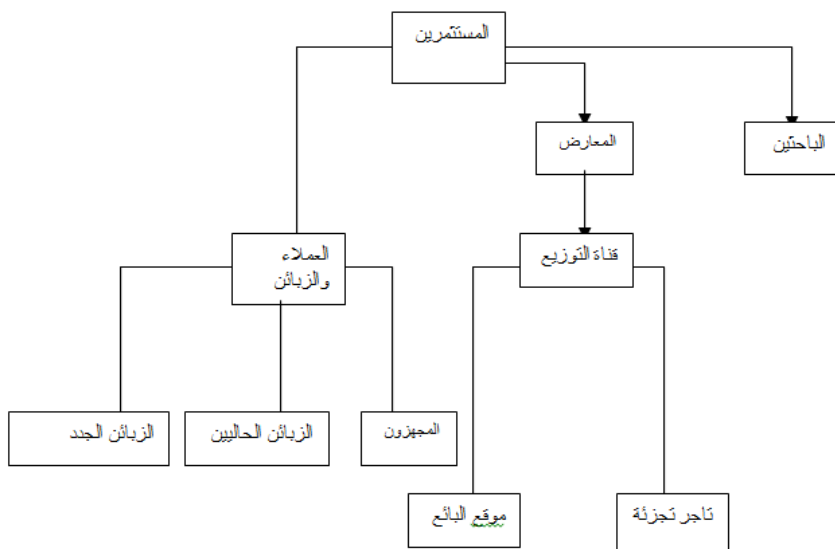 المستثمرين
المعارض
الباحثين
العملاء
والزبائن
قناة التوزيع
الزبائن الجدد
الزبائن الحاليين
المجهزون
موقع البائع
تاجر تجزئة